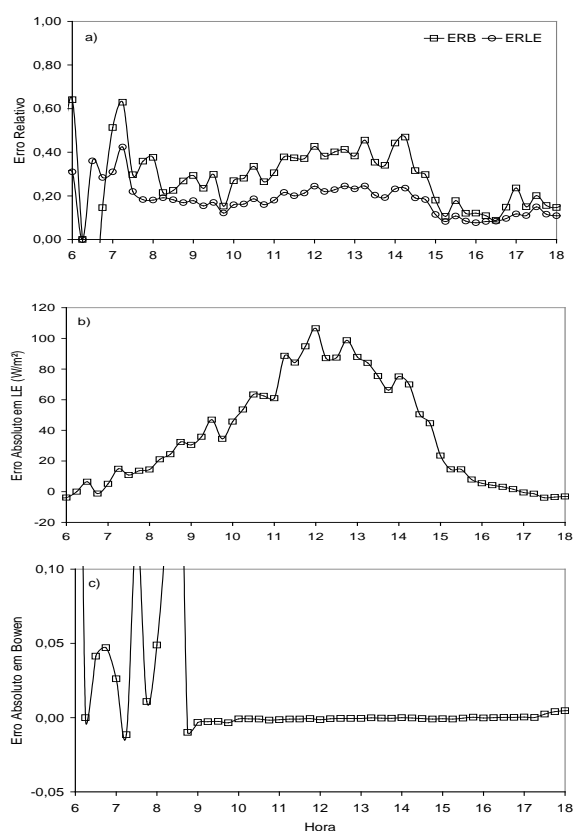 1,00
a)
ERB
ERLE
0,80
0,60
0,40
0,20
0,00
Erro Relativo
6 7 8 9 10 11 12 13 14 15 16 17 18
120
b)
100
80
60
40
20
0
-20
Erro Absoluto em LE (W/m²)
6 7 8 9 10 11 12 13 14 15 16 17 18
0,10
c)
0,05
0,00
-0,05
Erro Absoluto em Bowen
6 7 8 9 10 11 12 13 14 15 16 17 18
Hora